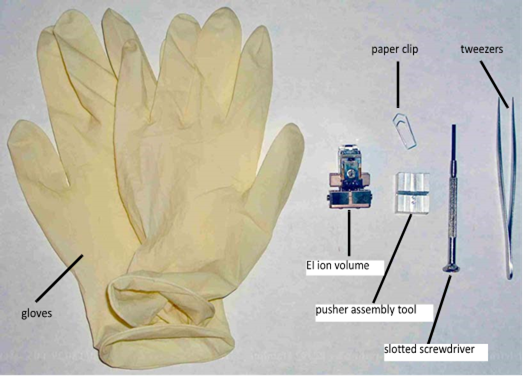 paper clip
tweezers
EI ion volume
gloves
pusher assembly tool
slotted screwdriver